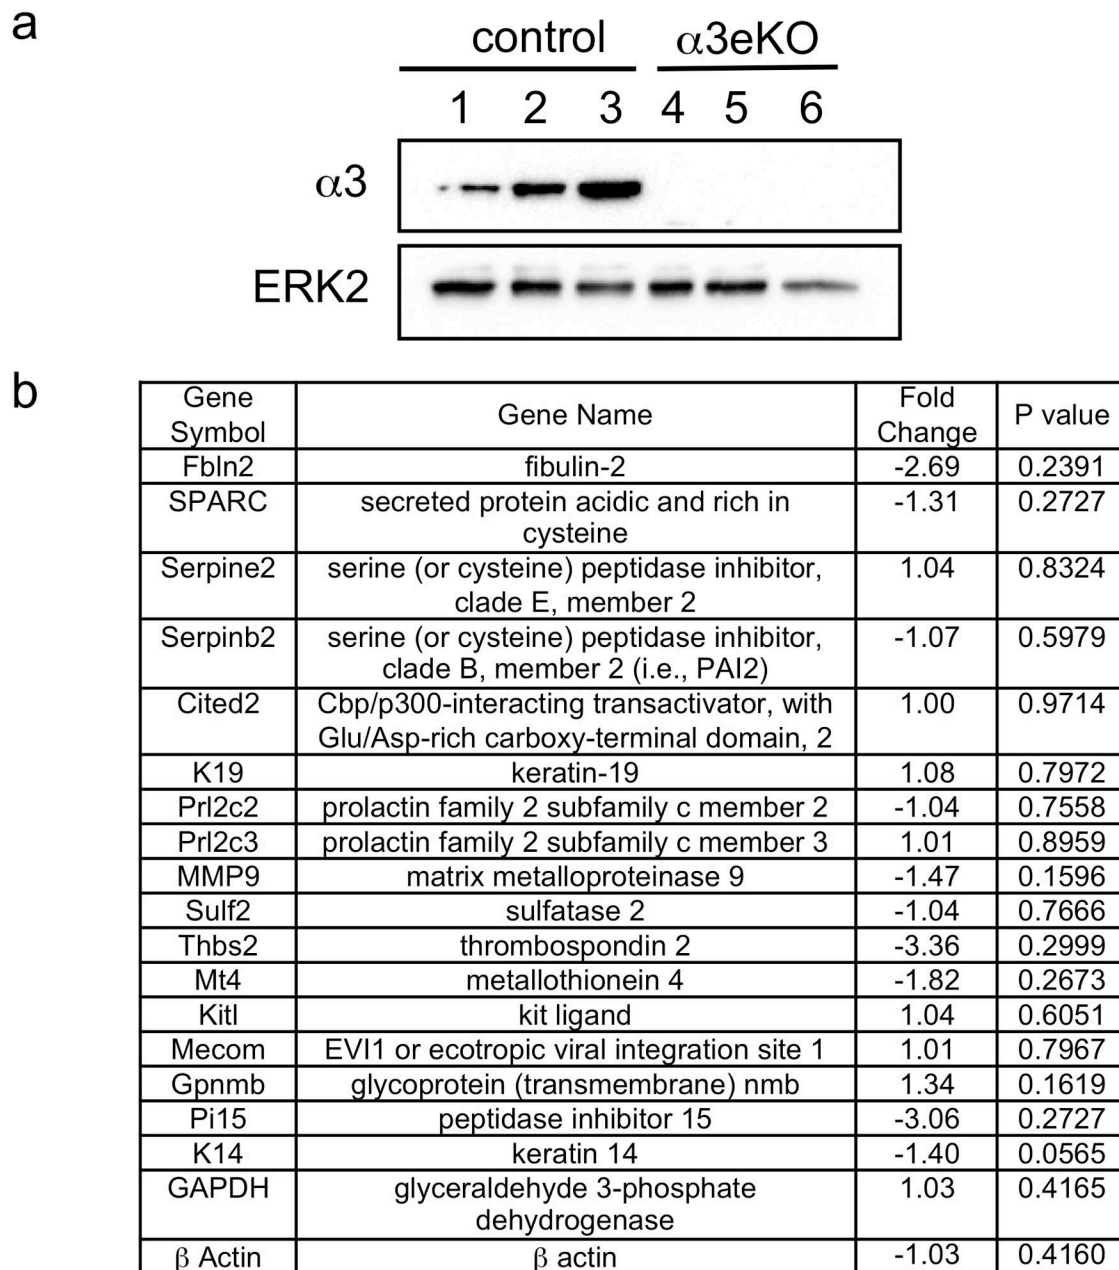 a
control α3eKO
1 2 3 4 5 6
α3
ERK2
b
Gene Symbol Gene Name Fold Change P value
Fbln2 fibulin-2 -2.69 0.2391
SPARC secreted protein acidic and rich in -1.31 0.2727
cysteine
Serpine2 serine (or cysteine) peptidase inhibitor, 1.04 0.8324
clade E, member 2
Serpinb2 serine (or cysteine) peptidase inhibitor, -1.07 0.5979
clade B, member 2 (i.e., PAI2)
Cited2 Cbp/p300-interacting transactivator, with 1.00 0.9714
Glu/Asp-rich carboxy-terminal domain, 2
K19 keratin-19 1.08 0.7972
Prl2c2 prolactin family 2 subfamily c member 2 -1.04 0.7558
Prl2c3 prolactin family 2 subfamily c member 3 1.01 0.8959
MMP9 matrix metalloproteinase 9 -1.47 0.1596
Sulf2 sulfatase 2 -1.04 0.7666
Thbs2 thrombospondin 2 -3.36 0.2999
Mt4 metallothionein 4 -1.82 0.2673
Kitl kit ligand 1.04 0.6051
Mecom EVI1 or ecotropic viral integration site 1 1.01 0.7967
Gpnmb glycoprotein (transmembrane) nmb 1.34 0.1619
Pi15 peptidase inhibitor 15 -3.06 0.2727
K14 keratin 14 -1.40 0.0565
GAPDH glyceraldehyde 3-phosphate 1.03 0.4165
dehydrogenase
β Actin β actin -1.03 0.4160